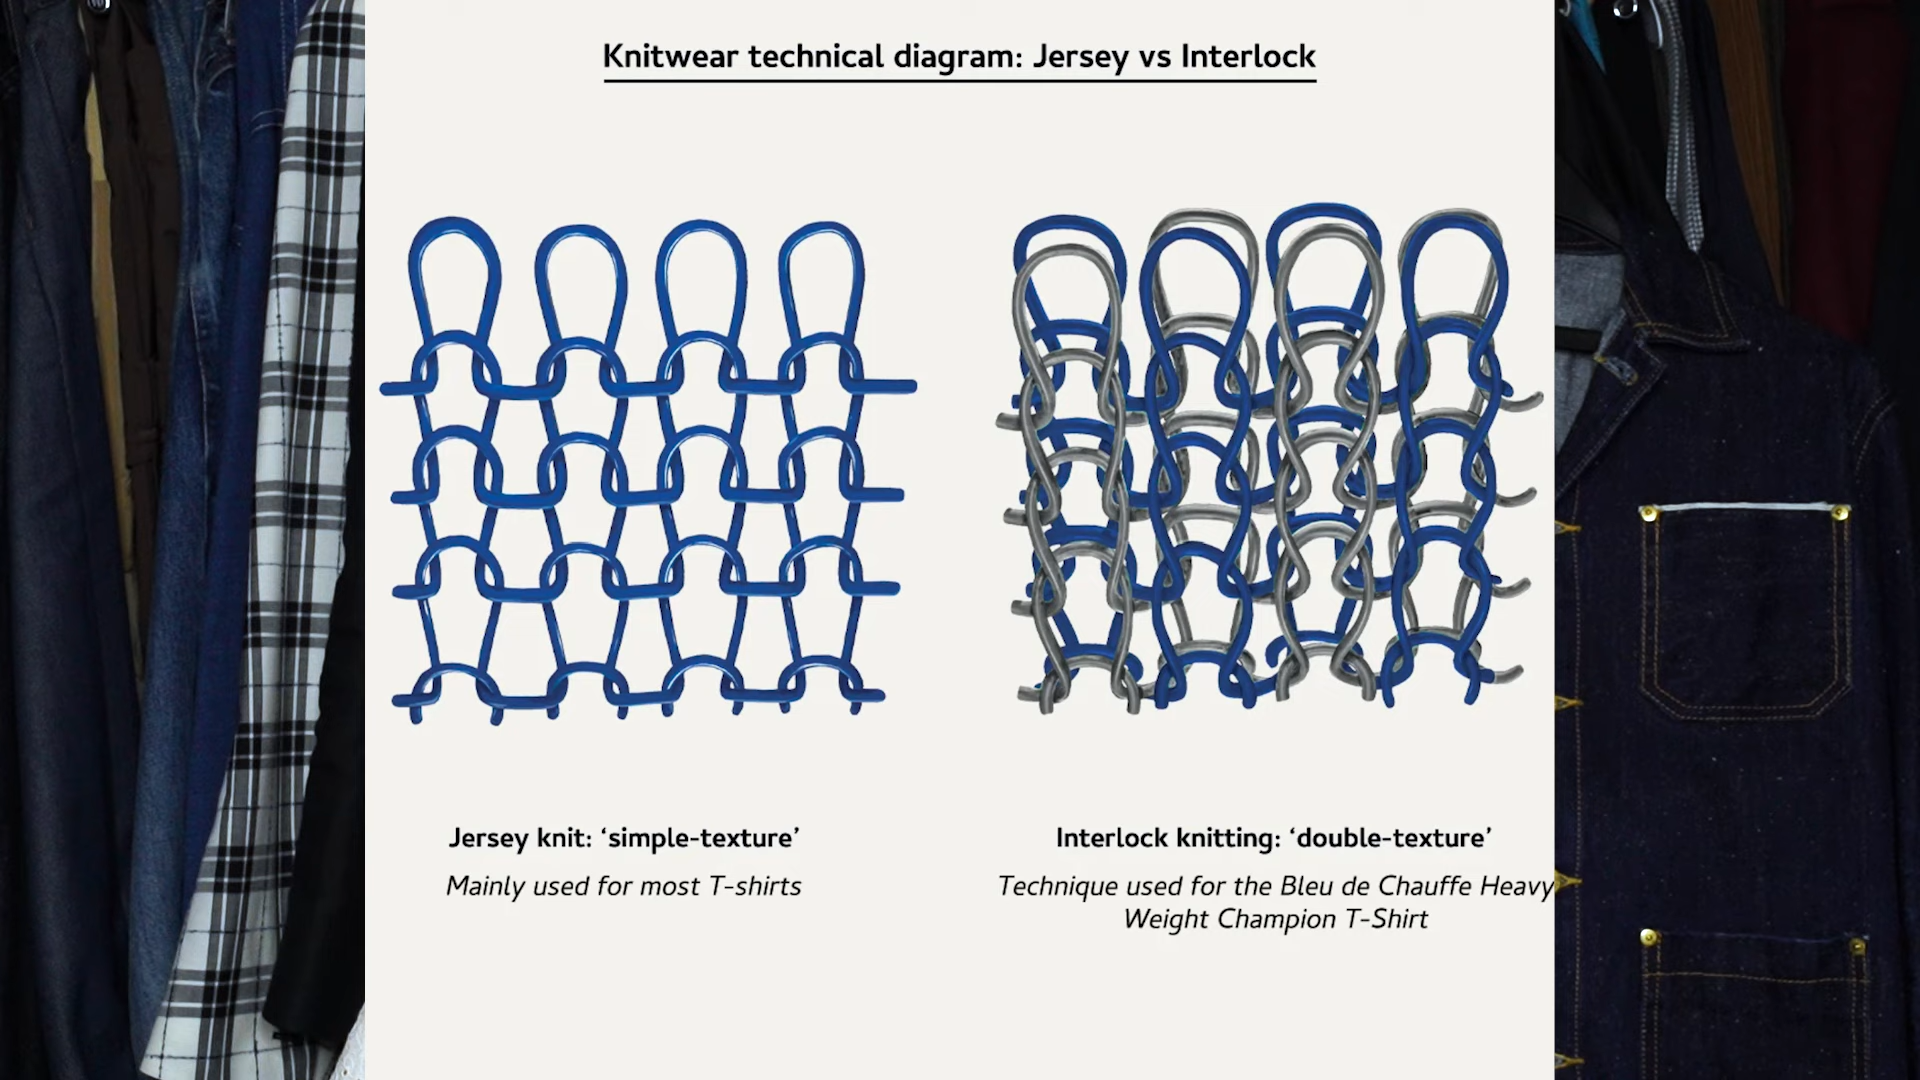 Knitwear technical diagram: Jersey vs Interlock
Jersey knit: ‘simple-texture’
Mainly used for most T-shirts
Interlock knitting: ‘double-texture’
Technique used for the Bleu de Chauffe Heavy
Weight Champion T-Shirt